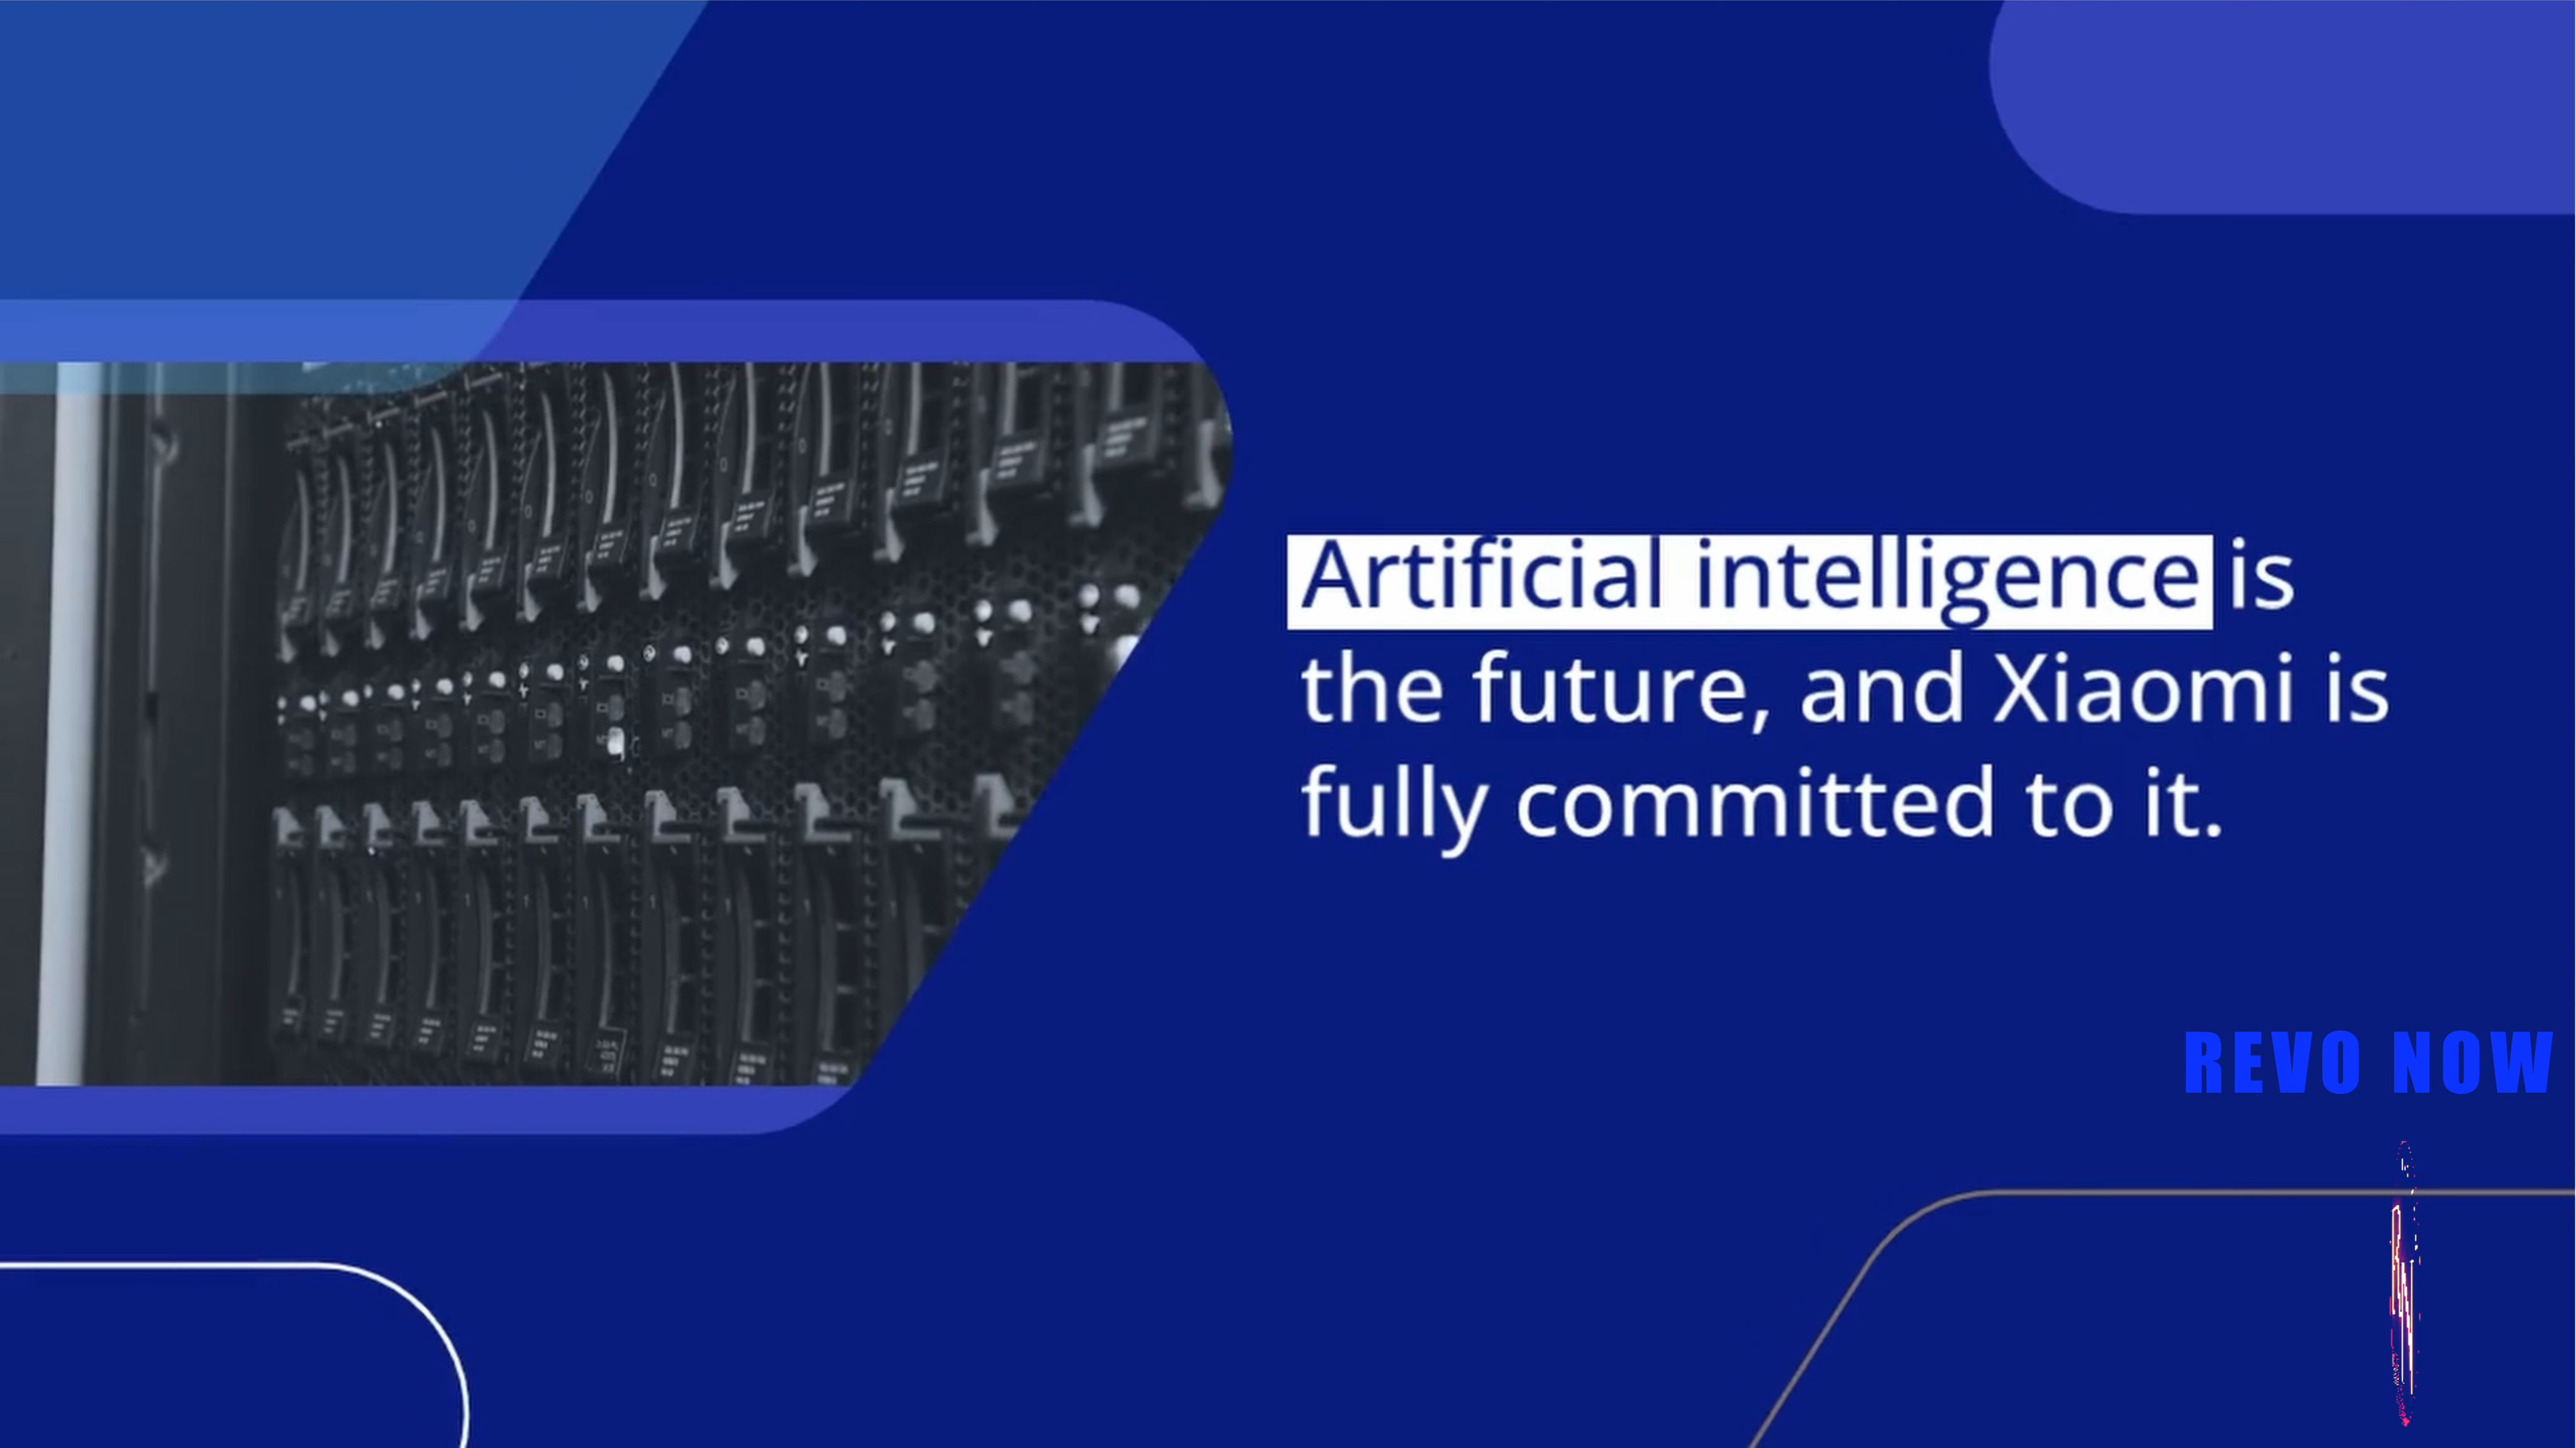 Artificial intelligence is
the future, and Xiaomi is
fully committed to it.
REVO NOW